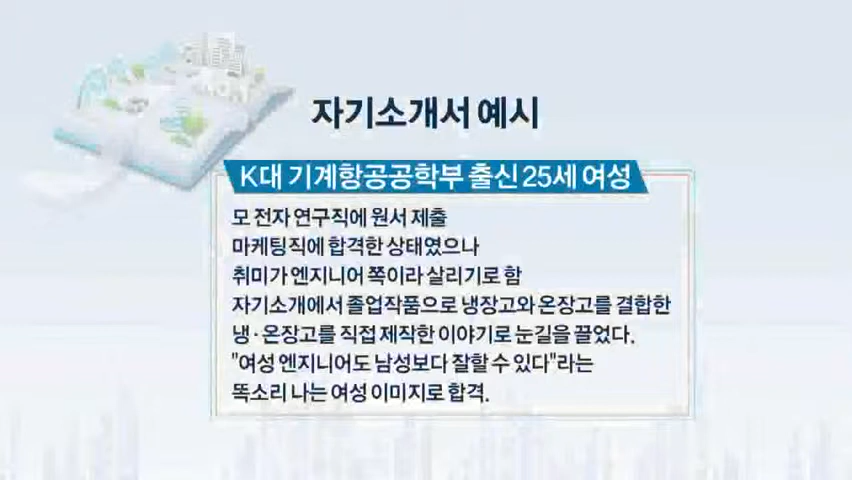 자기소개서 예시
K대 기계항공공학부 출신 25세 여성
모 전자 연구직에 원서 제출
마케팅직에 합격한 상태였으나
취미가 엔지니어 쪽이라 살리기로 함
자기소개에서 졸업작품으로 냉장고와 온장고를 결합한
냉·온장고를 직접 제작한 이야기로 눈길을 끌었다.
"여성 엔지니어도 남성보다 잘할 수 있다"라는
똑소리 나는 여성 이미지로 합격.